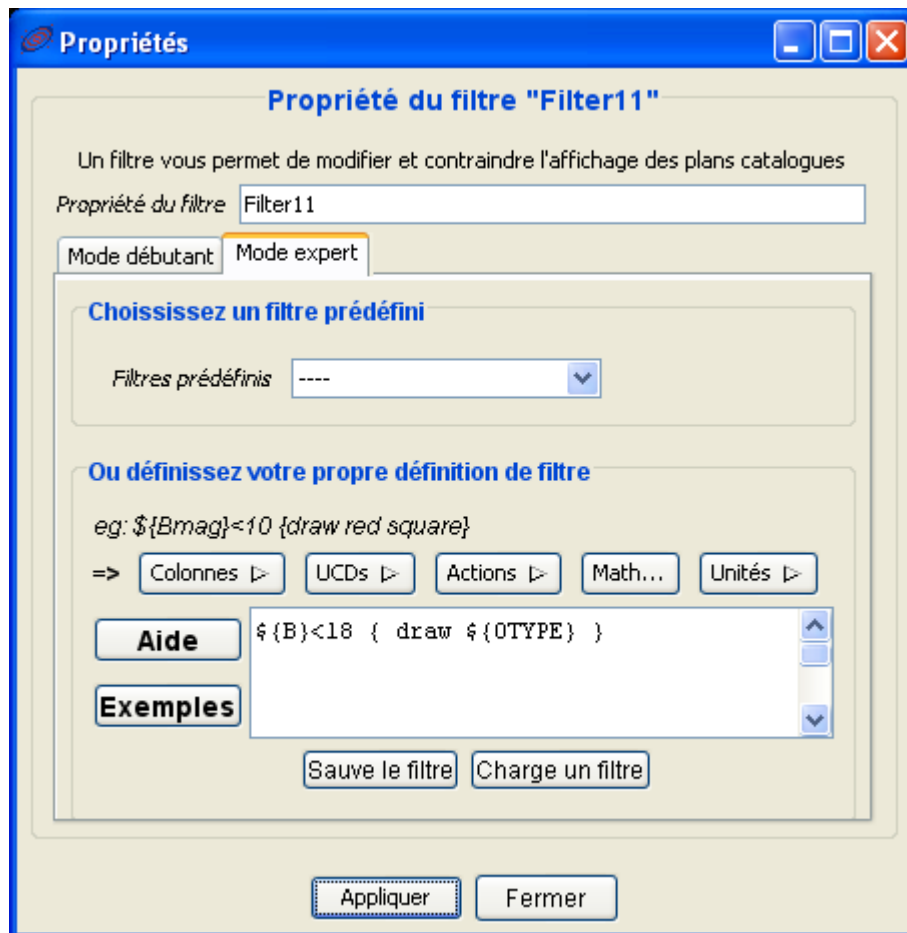 Propriétés
Propriété du filtre "Filter11"
Un filtre vous permet de modifier et contraindre l'affichage des plans catalogues
Propriété du filtre Filter11
Mode débutant Mode expert
Choississez un filtre prédéfini
Filtres prédéfinis ----
Ou définissez votre propre définition de filtre
eg: ${Bmag}<10 {draw red square}
=> Colonnes ▷ UCDs ▷ Actions ▷ Math... Unités ▷
Aide
${B}<18 { draw ${OTYPE} }
Exemples
Sauve le filtre Charge un filtre
Appliquer Fermer